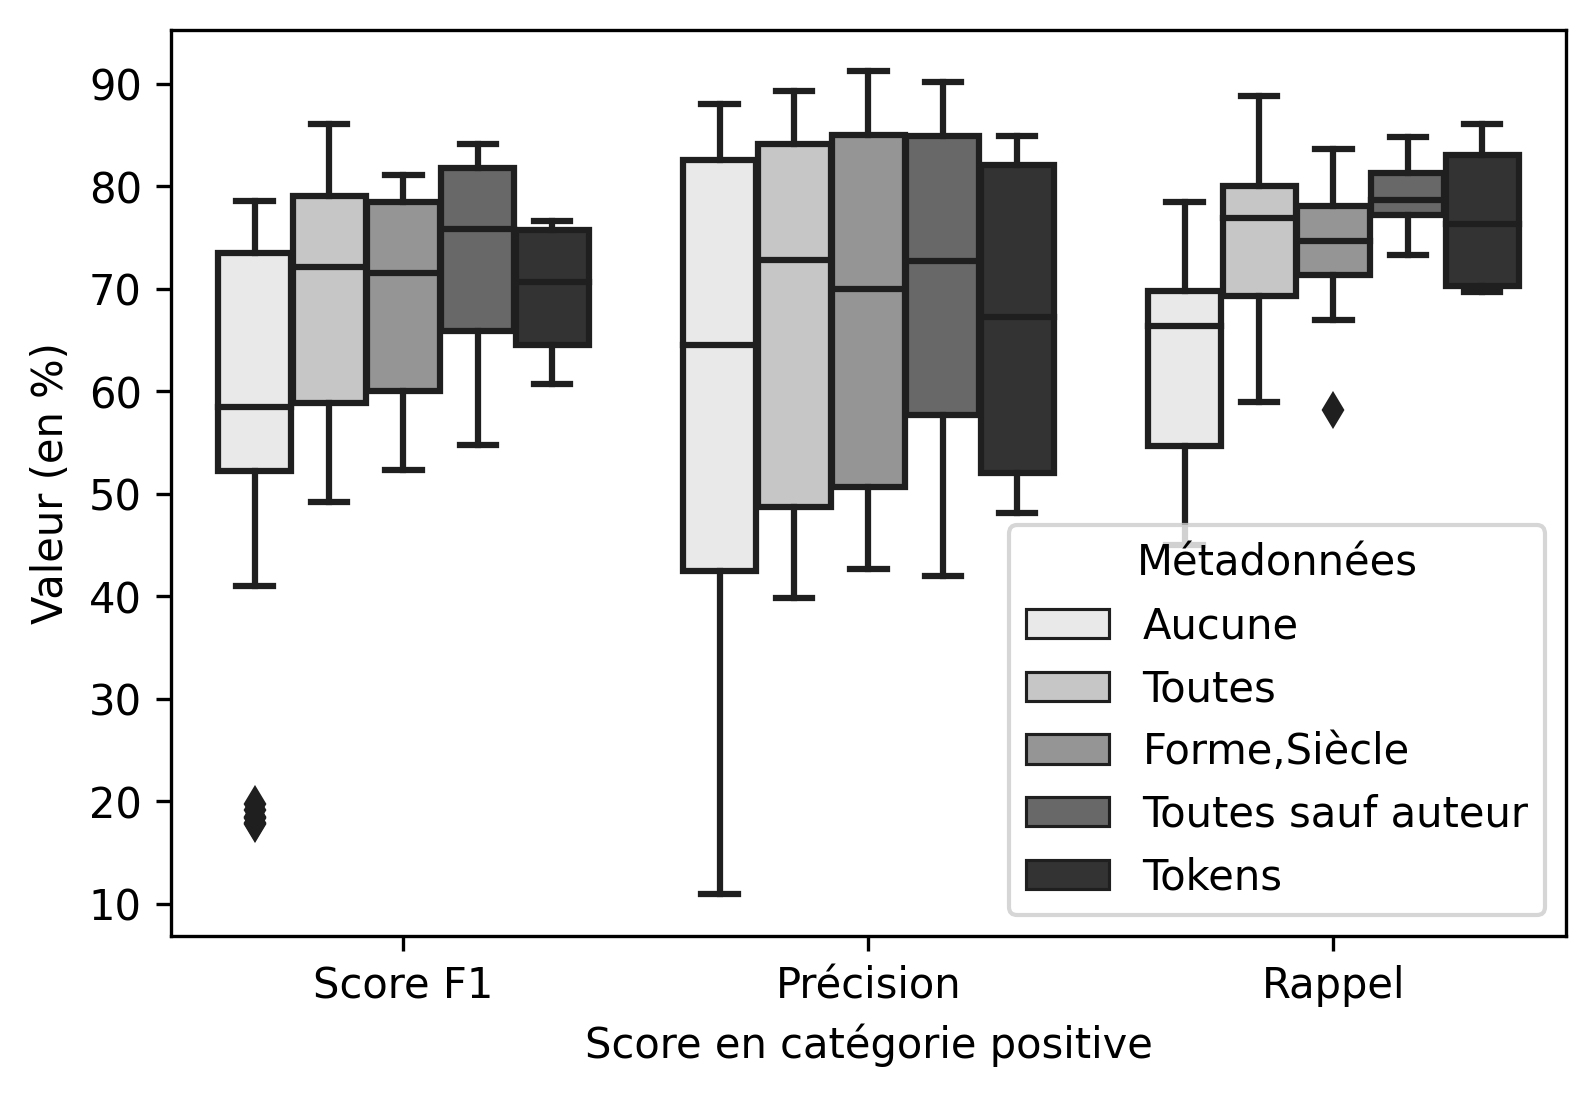 90
80
70
60
50
40
30
20
10
Valeur (en %)
Score F1
Précision
Rappel
Score en catégorie positive
Métadonnées
Aucune
Toutes
Forme,Siècle
Toutes sauf auteur
Tokens